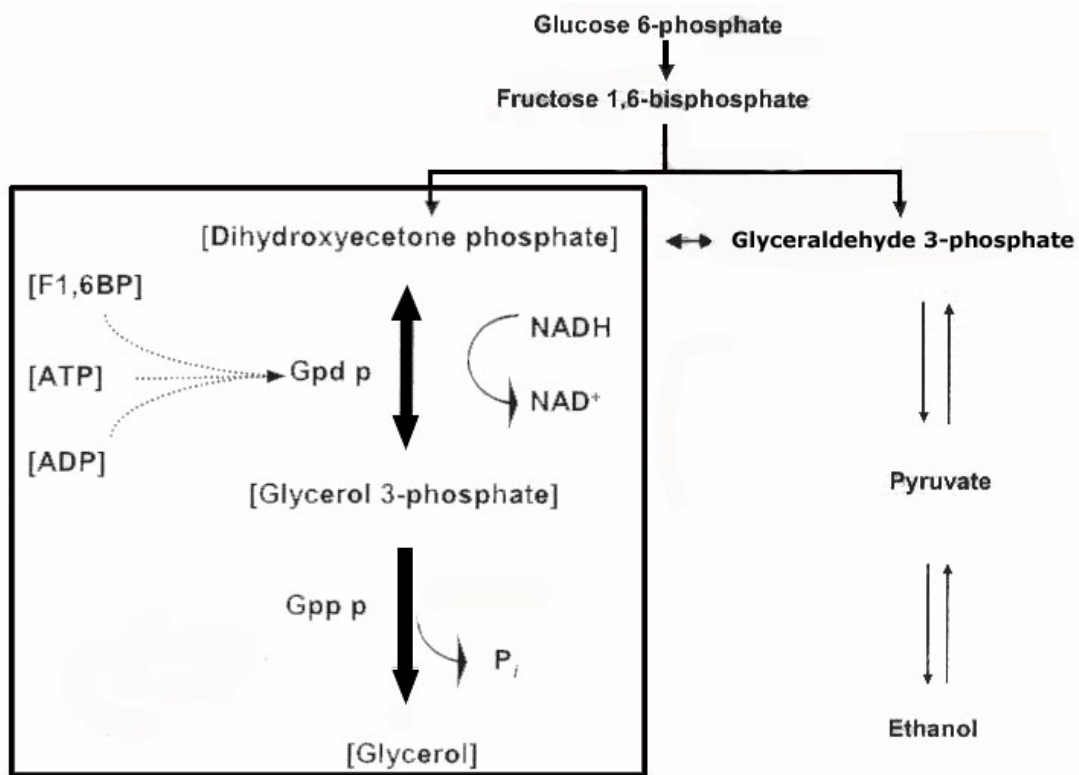 Glucose 6-phosphate
Fructose 1,6-bisphosphate
[Dihydroxyecetone phosphate]
Glyceraldehyde 3-phosphate
[F1,6BP]
NADH
[ATP]
Gpd p
NAD+
[ADP]
[Glycerol 3-phosphate]
Pyruvate
Gpp p
Pi
Ethanol
[Glycerol]